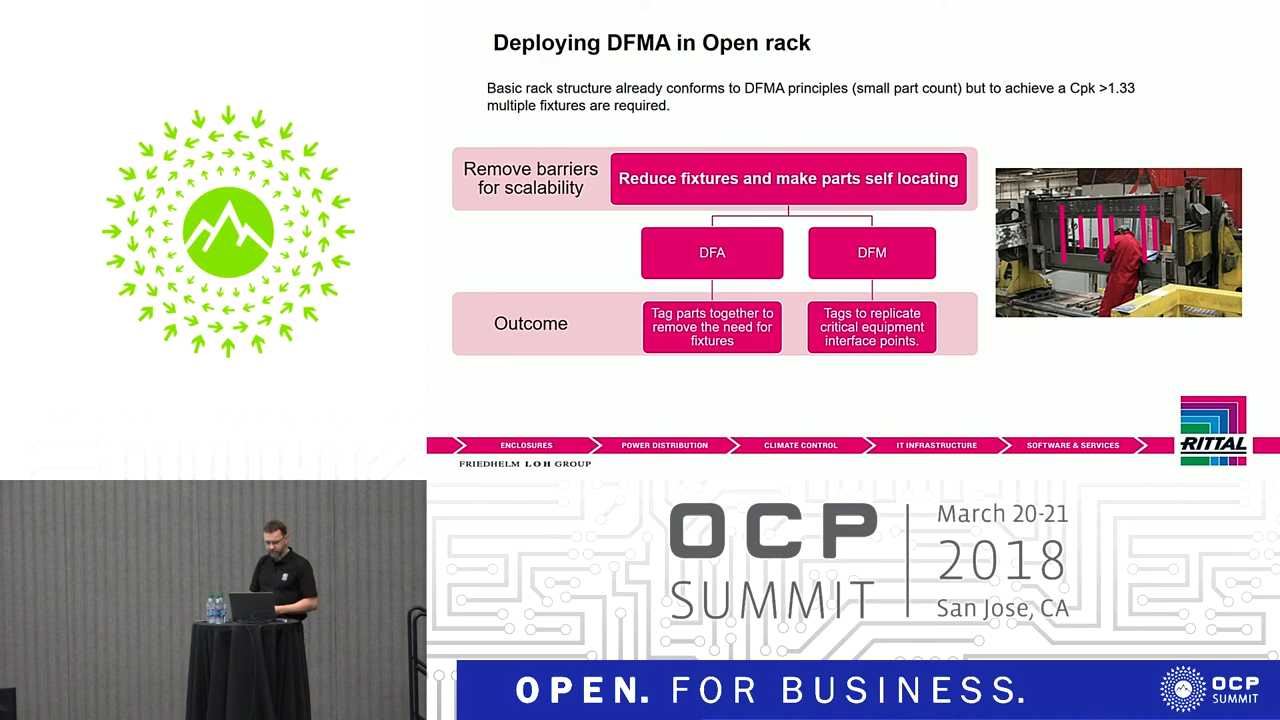 Deploying DFMA in Open rack
Basic rack structure already conforms to DFMA principles (small part count) but to achieve a Cpk >1.33
multiple fixtures are required.
Remove barriers
for scalability
Reduce fixtures and make parts self locating
DFA
DFM
Outcome
Tag parts together to
remove the need for
fixtures
Tags to replicate
critical equipment
interface points.
ENCLOSURES
POWER DISTRIBUTION
CLIMATE CONTROL
IT INFRASTRUCTURE
SOFTWARE & SERVICES
RITTAL
FRIEDHELM LOH GROUP
OCP
SUMMIT
March 20-21
2018
San Jose, CA
OPEN. FOR BUSINESS.
OCP
SUMMIT